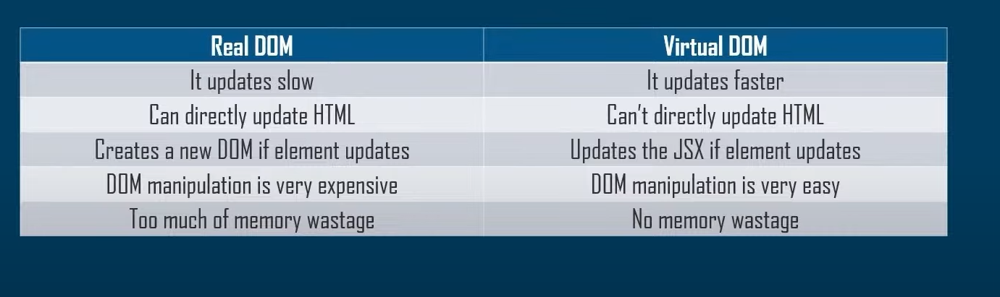 Real DOM Virtual DOM
It updates slow It updates faster
Can directly update HTML Can't directly update HTML
Creates a new DOM if element updates Updates the JSX if element updates
DOM manipulation is very expensive DOM manipulation is very easy
Too much of memory wastage No memory wastage